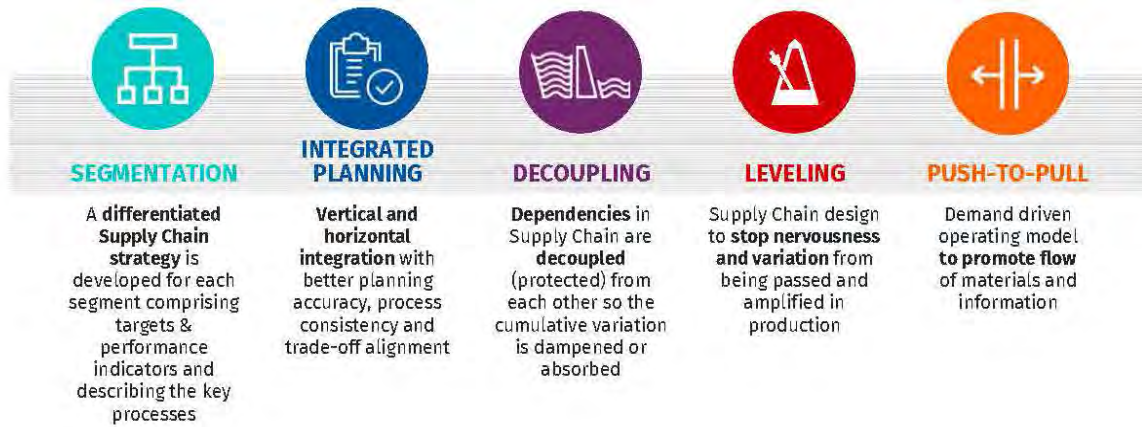 SEGMENTATION
A differentiated
Supply Chain
strategy is
developed for each
segment comprising
targets &
performance
indicators and
describing the key
processes
INTEGRATED
PLANNING
Vertical and
horizontal
integration with
better planning
accuracy, process
consistency and
trade-off alignment
DECOUPLING
Dependencies in
Supply Chain are
decoupled
(protected) from
each other so the
cumulative variation
is dampened or
absorbed
LEVELING
Supply Chain design
to stop nervousness
and variation from
being passed and
amplified in
production
PUSH-TO-PULL
Demand driven
operating model
to promote flow
of materials and
information